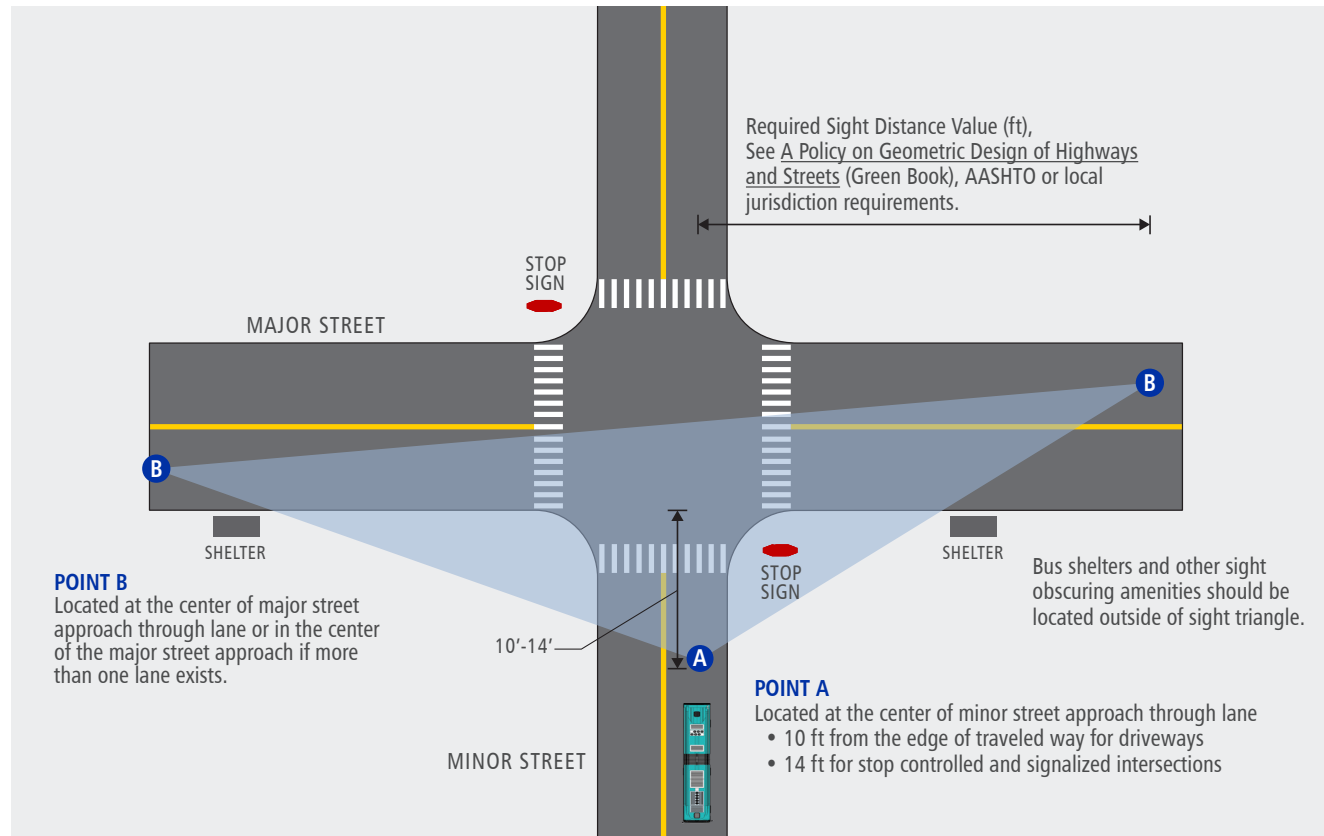 Required Sight Distance Value (ft),
See A Policy on Geometric Design of Highways
and Streets (Green Book), AASHTO or local
jurisdiction requirements.
STOP
SIGN
MAJOR STREET
B
B
SHELTER
SHELTER
STOP
SIGN
POINT B
Located at the center of major street
approach through lane or in the center
of the major street approach if more
than one lane exists.
Bus shelters and other sight
obscuring amenities should be
located outside of sight triangle.
10'-14'
A
POINT A
Located at the center of minor street approach through lane
• 10 ft from the edge of traveled way for driveways
• 14 ft for stop controlled and signalized intersections
MINOR STREET